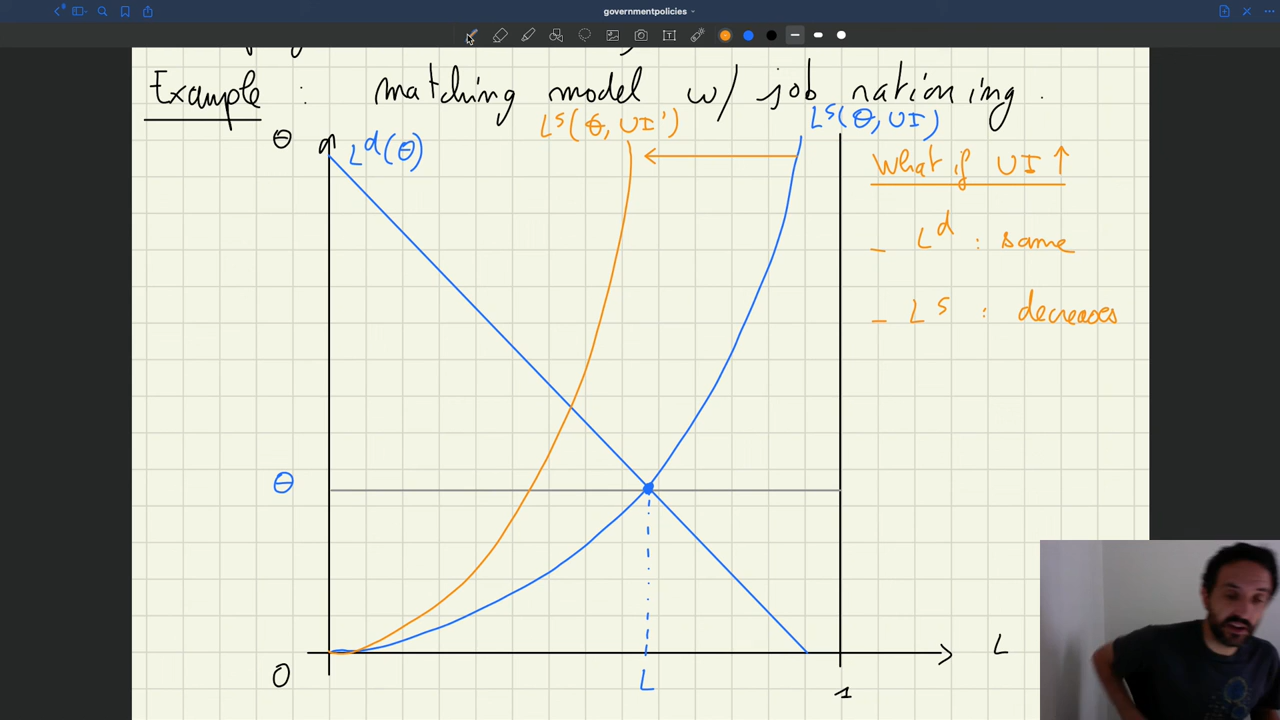 governmentpolicies
Example : matching model w/ job rationing.
θ
L^d(θ)
L^s(θ, UI')
L^s(θ, UI)
What if UI ↑
_ L^d : same
_ L^s : decreases
θ
L
0
L
1